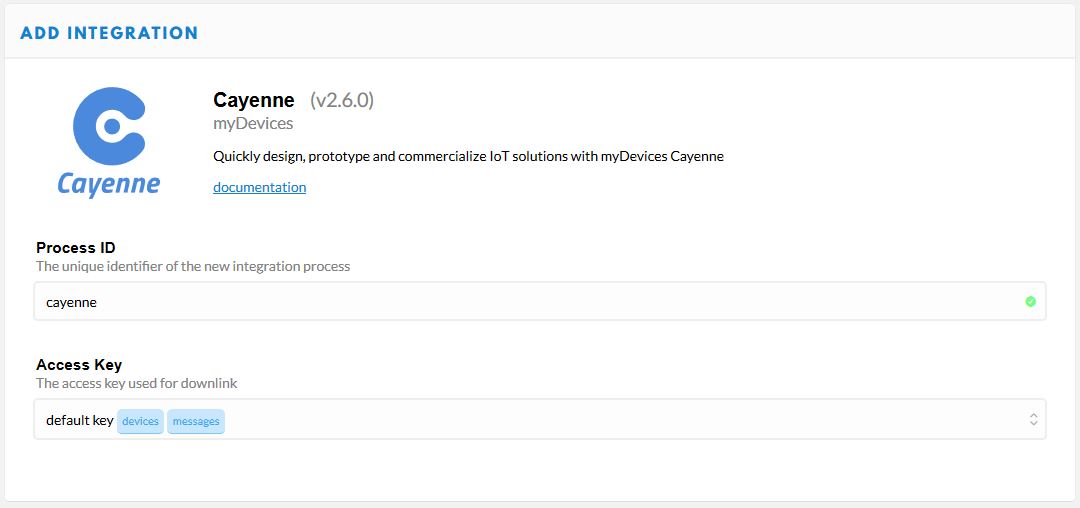 ADD INTEGRATION
Cayenne (v2.6.0)
myDevices
Quickly design, prototype and commercialize IoT solutions with myDevices Cayenne
Cayenne
documentation
Process ID
The unique identifier of the new integration process
cayenne
Access Key
The access key used for downlink
default key devices messages